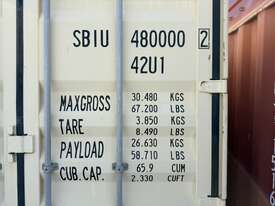 SBIU 480000 2
42U1
MAXGROSS 30.480 KGS
67.200 LBS
TARE 3.850 KGS
8.490 LBS
PAYLOAD 26.630 KGS
58.710 LBS
CUB.CAP. 65.9 CUM
2.330 CUFT